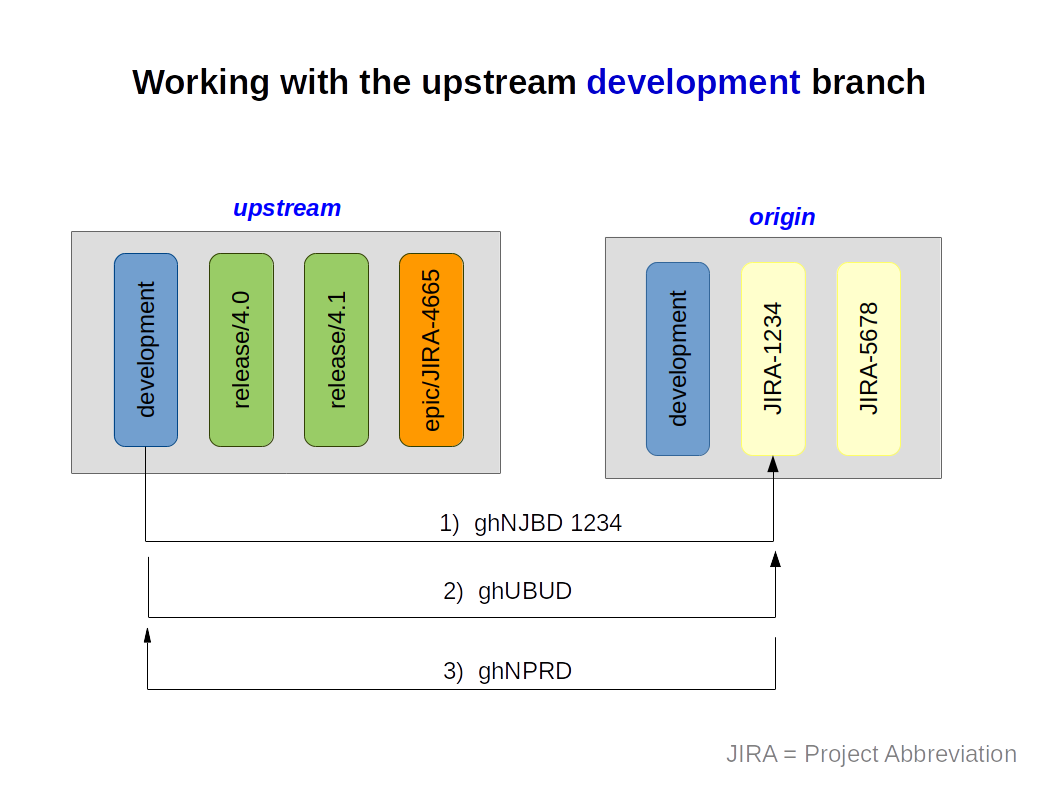 Working with the upstream development branch
upstream
origin
development
release/4.0
release/4.1
epic/JIRA-4665
development
JIRA-1234
JIRA-5678
1) ghNJBD 1234
2) ghUBUD
3) ghNPRD
JIRA = Project Abbreviation